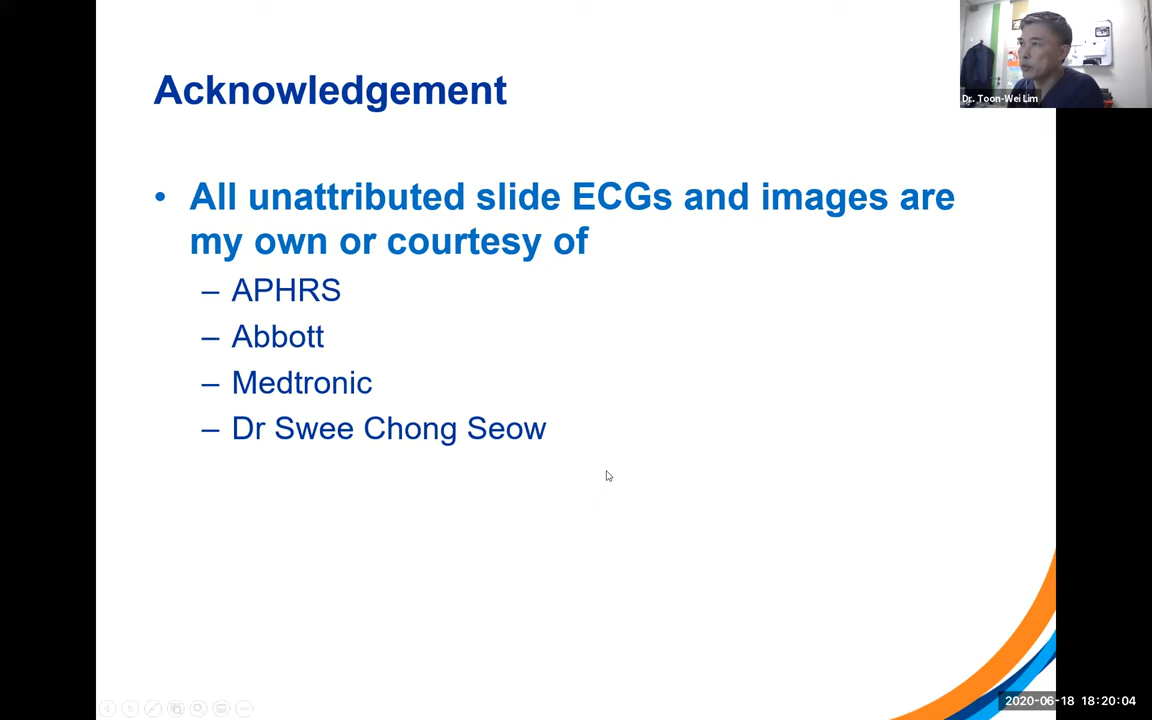 Acknowledgement
Dr. Toon-Wei Lim
• All unattributed slide ECGs and images are
my own or courtesy of
– APHRS
– Abbott
– Medtronic
– Dr Swee Chong Seow
2020-06-18 18:20:04